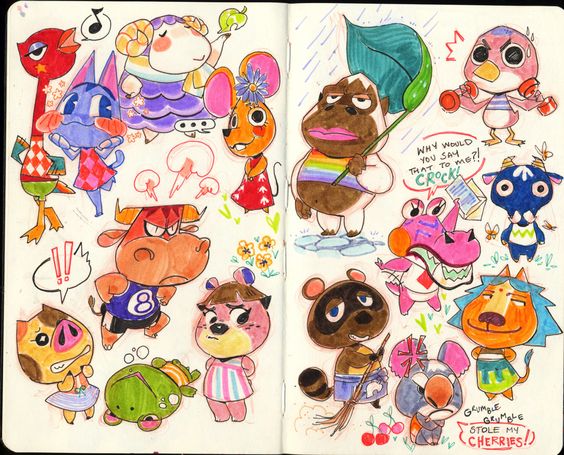 !!
8
WHY WOULD
YOU SAY
THAT TO ME?!
CROCK!
GRUMBLE
GRUMBLE
STOLE MY
CHERRIES!